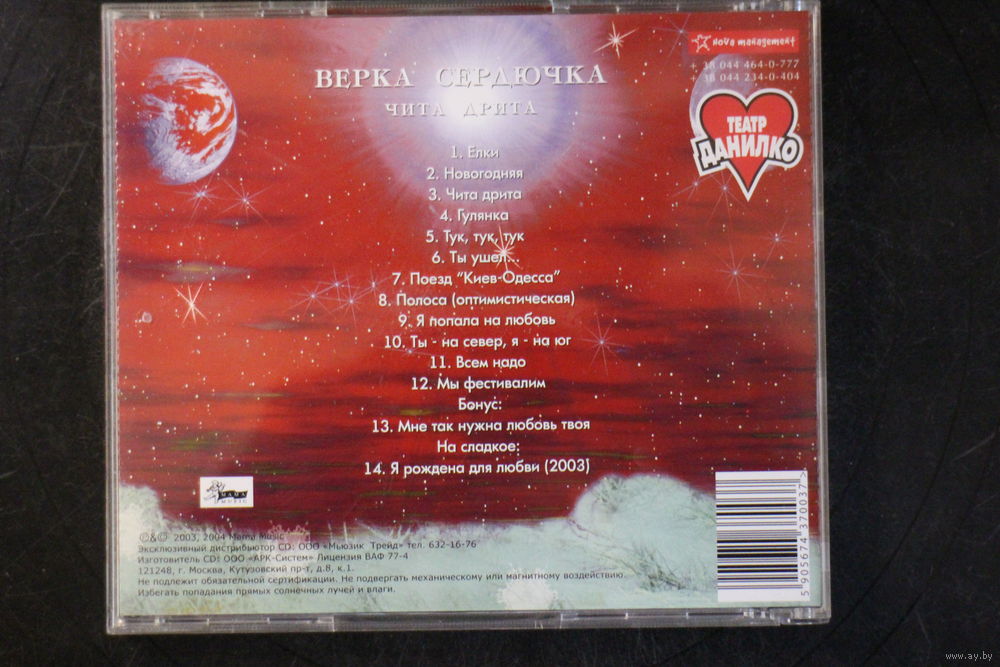 nova management
+ 38 044 464-0-777
+ 38 044 234-0-404
ВЕРКА СЕРДЮЧКА
ЧИТА ДРИТА
ТЕАТР
ДАНИЛКО
1. Елки
2. Новогодняя
3. Чита дрита
4. Гулянка
5. Тук, тук, тук
6. Ты ушел...
7. Поезд "Киев-Одесса"
8. Полоса (оптимистическая)
9. Я попала на любовь
10. Ты - на север, я - на юг
11. Всем надо
12. Мы фестивалим
Бонус:
13. Мне так нужна любовь твоя
На сладкое:
14. Я рождена для любви (2003)
MAMA
MUSIC
©&℗ 2003, 2004 Mama Music
Эксклюзивный дистрибьютор CD: ООО «Мьюзик Трейд» тел. 632-16-76
Изготовитель CD: ООО «АРК-Систем» Лицензия ВАФ 77-4
121248, г. Москва, Кутузовский пр-т, д.8, к.1.
Не подлежит обязательной сертификации. Не подвергать механическому или магнитному воздействию.
Избегать попадания прямых солнечных лучей и влаги.
5 905674 370037 >
www.ay.by